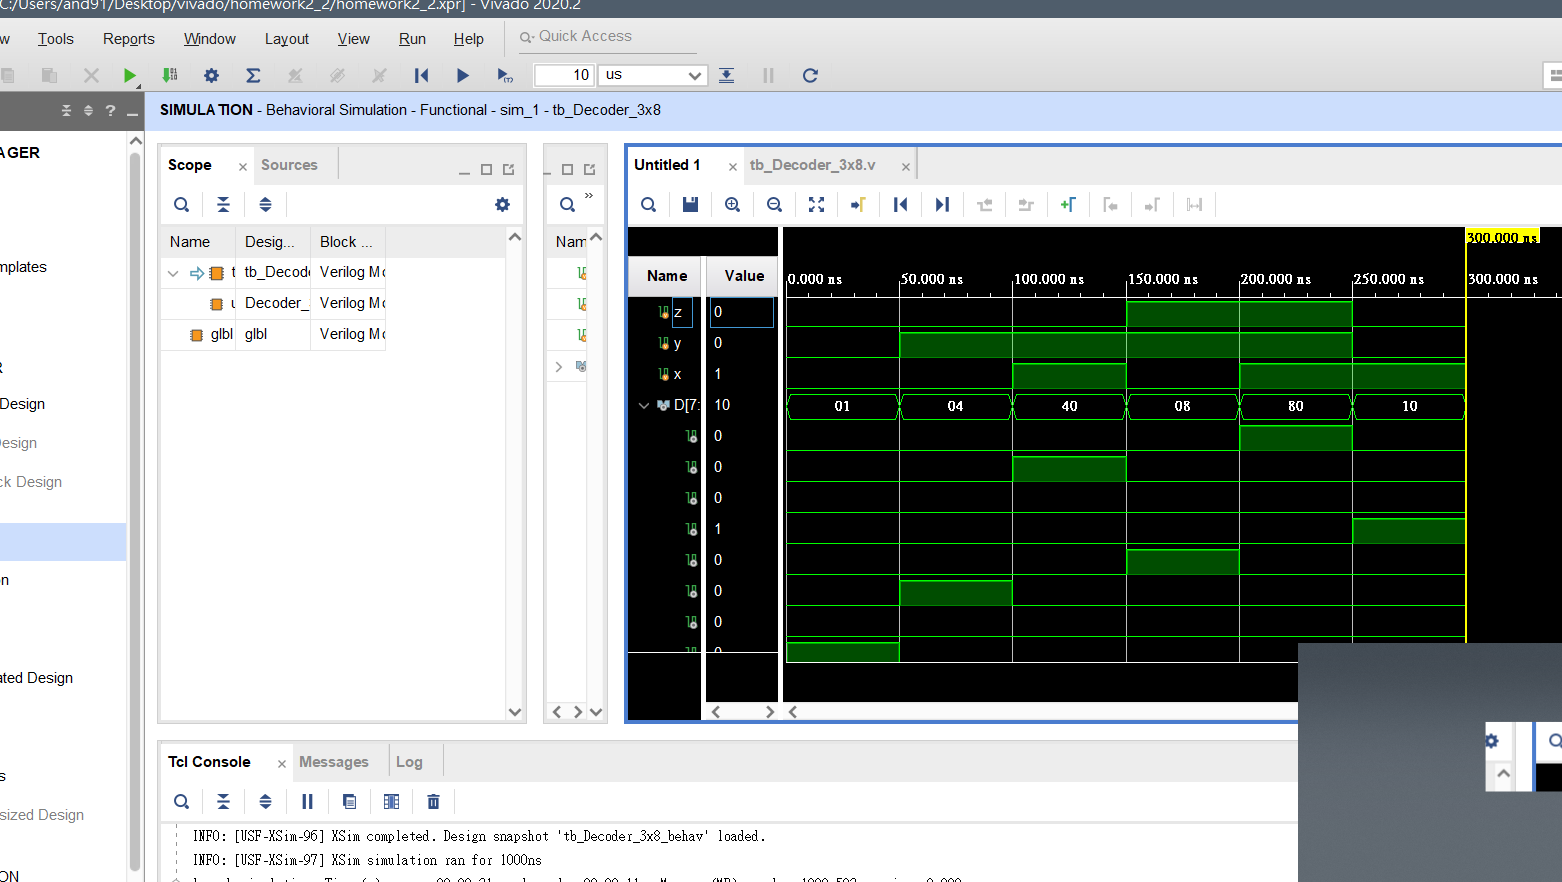 C:/Users/and91/Desktop/vivado/homework2_2/homework2_2.xpr] - Vivado 2020.2
w Tools Reports Window Layout View Run Help Quick Access
10 us
SIMULATION - Behavioral Simulation - Functional - sim_1 - tb_Decoder_3x8
AGER
mplates
R
Design
esign
ck Design
n
ated Design
s
sized Design
ON
Scope × Sources
Name Desig... Block ...
t tb_Decode Verilog Mo
u Decoder_ Verilog Mo
glbl glbl Verilog Mo
»
Nam
Untitled 1 × tb_Decoder_3x8.v ×
300.000 ns
Name Value 0.000 ns 50.000 ns 100.000 ns 150.000 ns 200.000 ns 250.000 ns 300.000 ns
z 0
y 0
x 1
D[7: 10 01 04 40 08 80 10
0
0
0
1
0
0
0
0
Tcl Console × Messages Log
INFO: [USF-XSim-96] XSim completed. Design snapshot 'tb_Decoder_3x8_behav' loaded.
INFO: [USF-XSim-97] XSim simulation ran for 1000ns